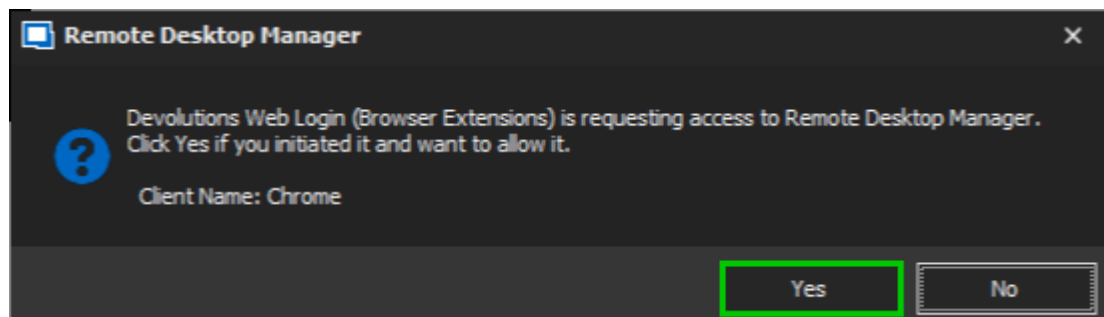 Remote Desktop Manager
Devolutions Web Login (Browser Extensions) is requesting access to Remote Desktop Manager.
Click Yes if you initiated it and want to allow it.
Client Name: Chrome
Yes
No